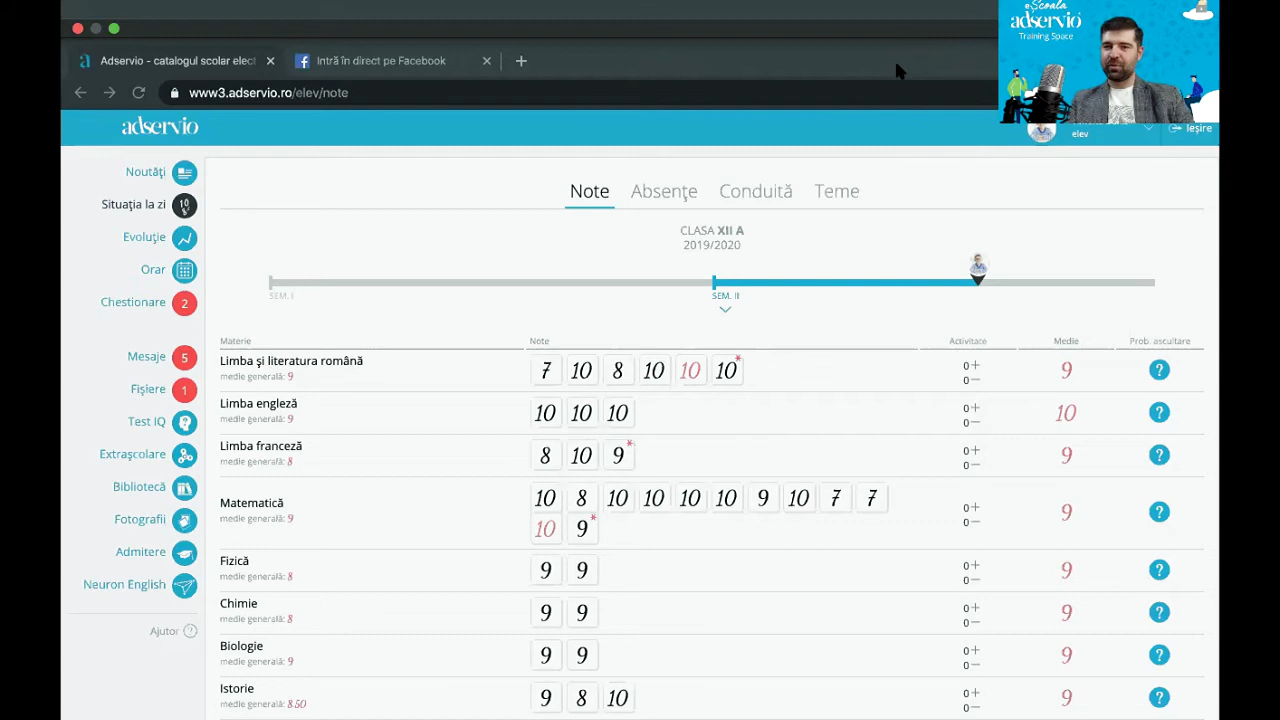 eȘcoala
adservio
Training Space
Adservio - catalogul scolar elect
Intră în direct pe Facebook
www3.adservio.ro/elev/note
adservio
elev
Ieșire
Noutăți
Situația la zi
10
Evoluție
Orar
Chestionare 2
Mesaje 5
Fișiere 1
Test IQ
Extrașcolare
Bibliotecă
Fotografii
Admitere
Neuron English
Ajutor ?
Note Absențe Conduită Teme
CLASA XII A
2019/2020
SEM. I
SEM. II
Materie Note Activitate Medie Prob. ascultare
Limba și literatura română
medie generală: 9
7 10 8 10 10 10*
0+
0−
9
?
Limba engleză
medie generală: 9
10 10 10
0+
0−
10
?
Limba franceză
medie generală: 8
8 10 9*
0+
0−
9
?
Matematică
medie generală: 9
10 8 10 10 10 10 9 10 7 7
10 9*
0+
0−
9
?
Fizică
medie generală: 8
9 9
0+
0−
9
?
Chimie
medie generală: 8
9 9
0+
0−
9
?
Biologie
medie generală: 9
9 9
0+
0−
9
?
Istorie
medie generală: 8.50
9 8 10
0+
0−
9
?